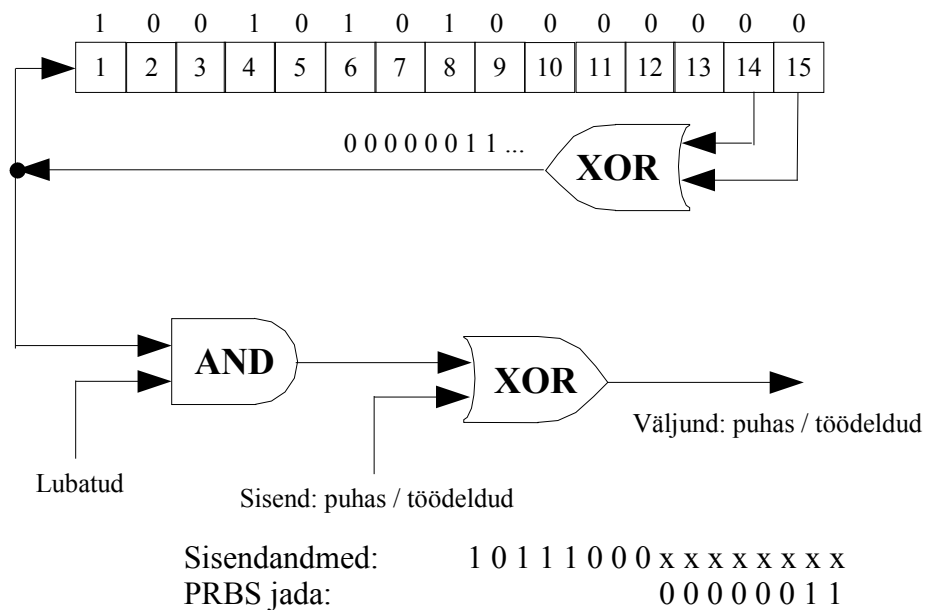 1 0 0 1 0 1 0 1 0 0 0 0 0 0 0
1 2 3 4 5 6 7 8 9 10 11 12 13 14 15
0 0 0 0 0 0 1 1 ...
XOR
AND
XOR
Väljund: puhas / töödeldud
Lubatud
Sisend: puhas / töödeldud
Sisendandmed: 1 0 1 1 1 0 0 0 x x x x x x x x
PRBS jada: 0 0 0 0 0 0 1 1